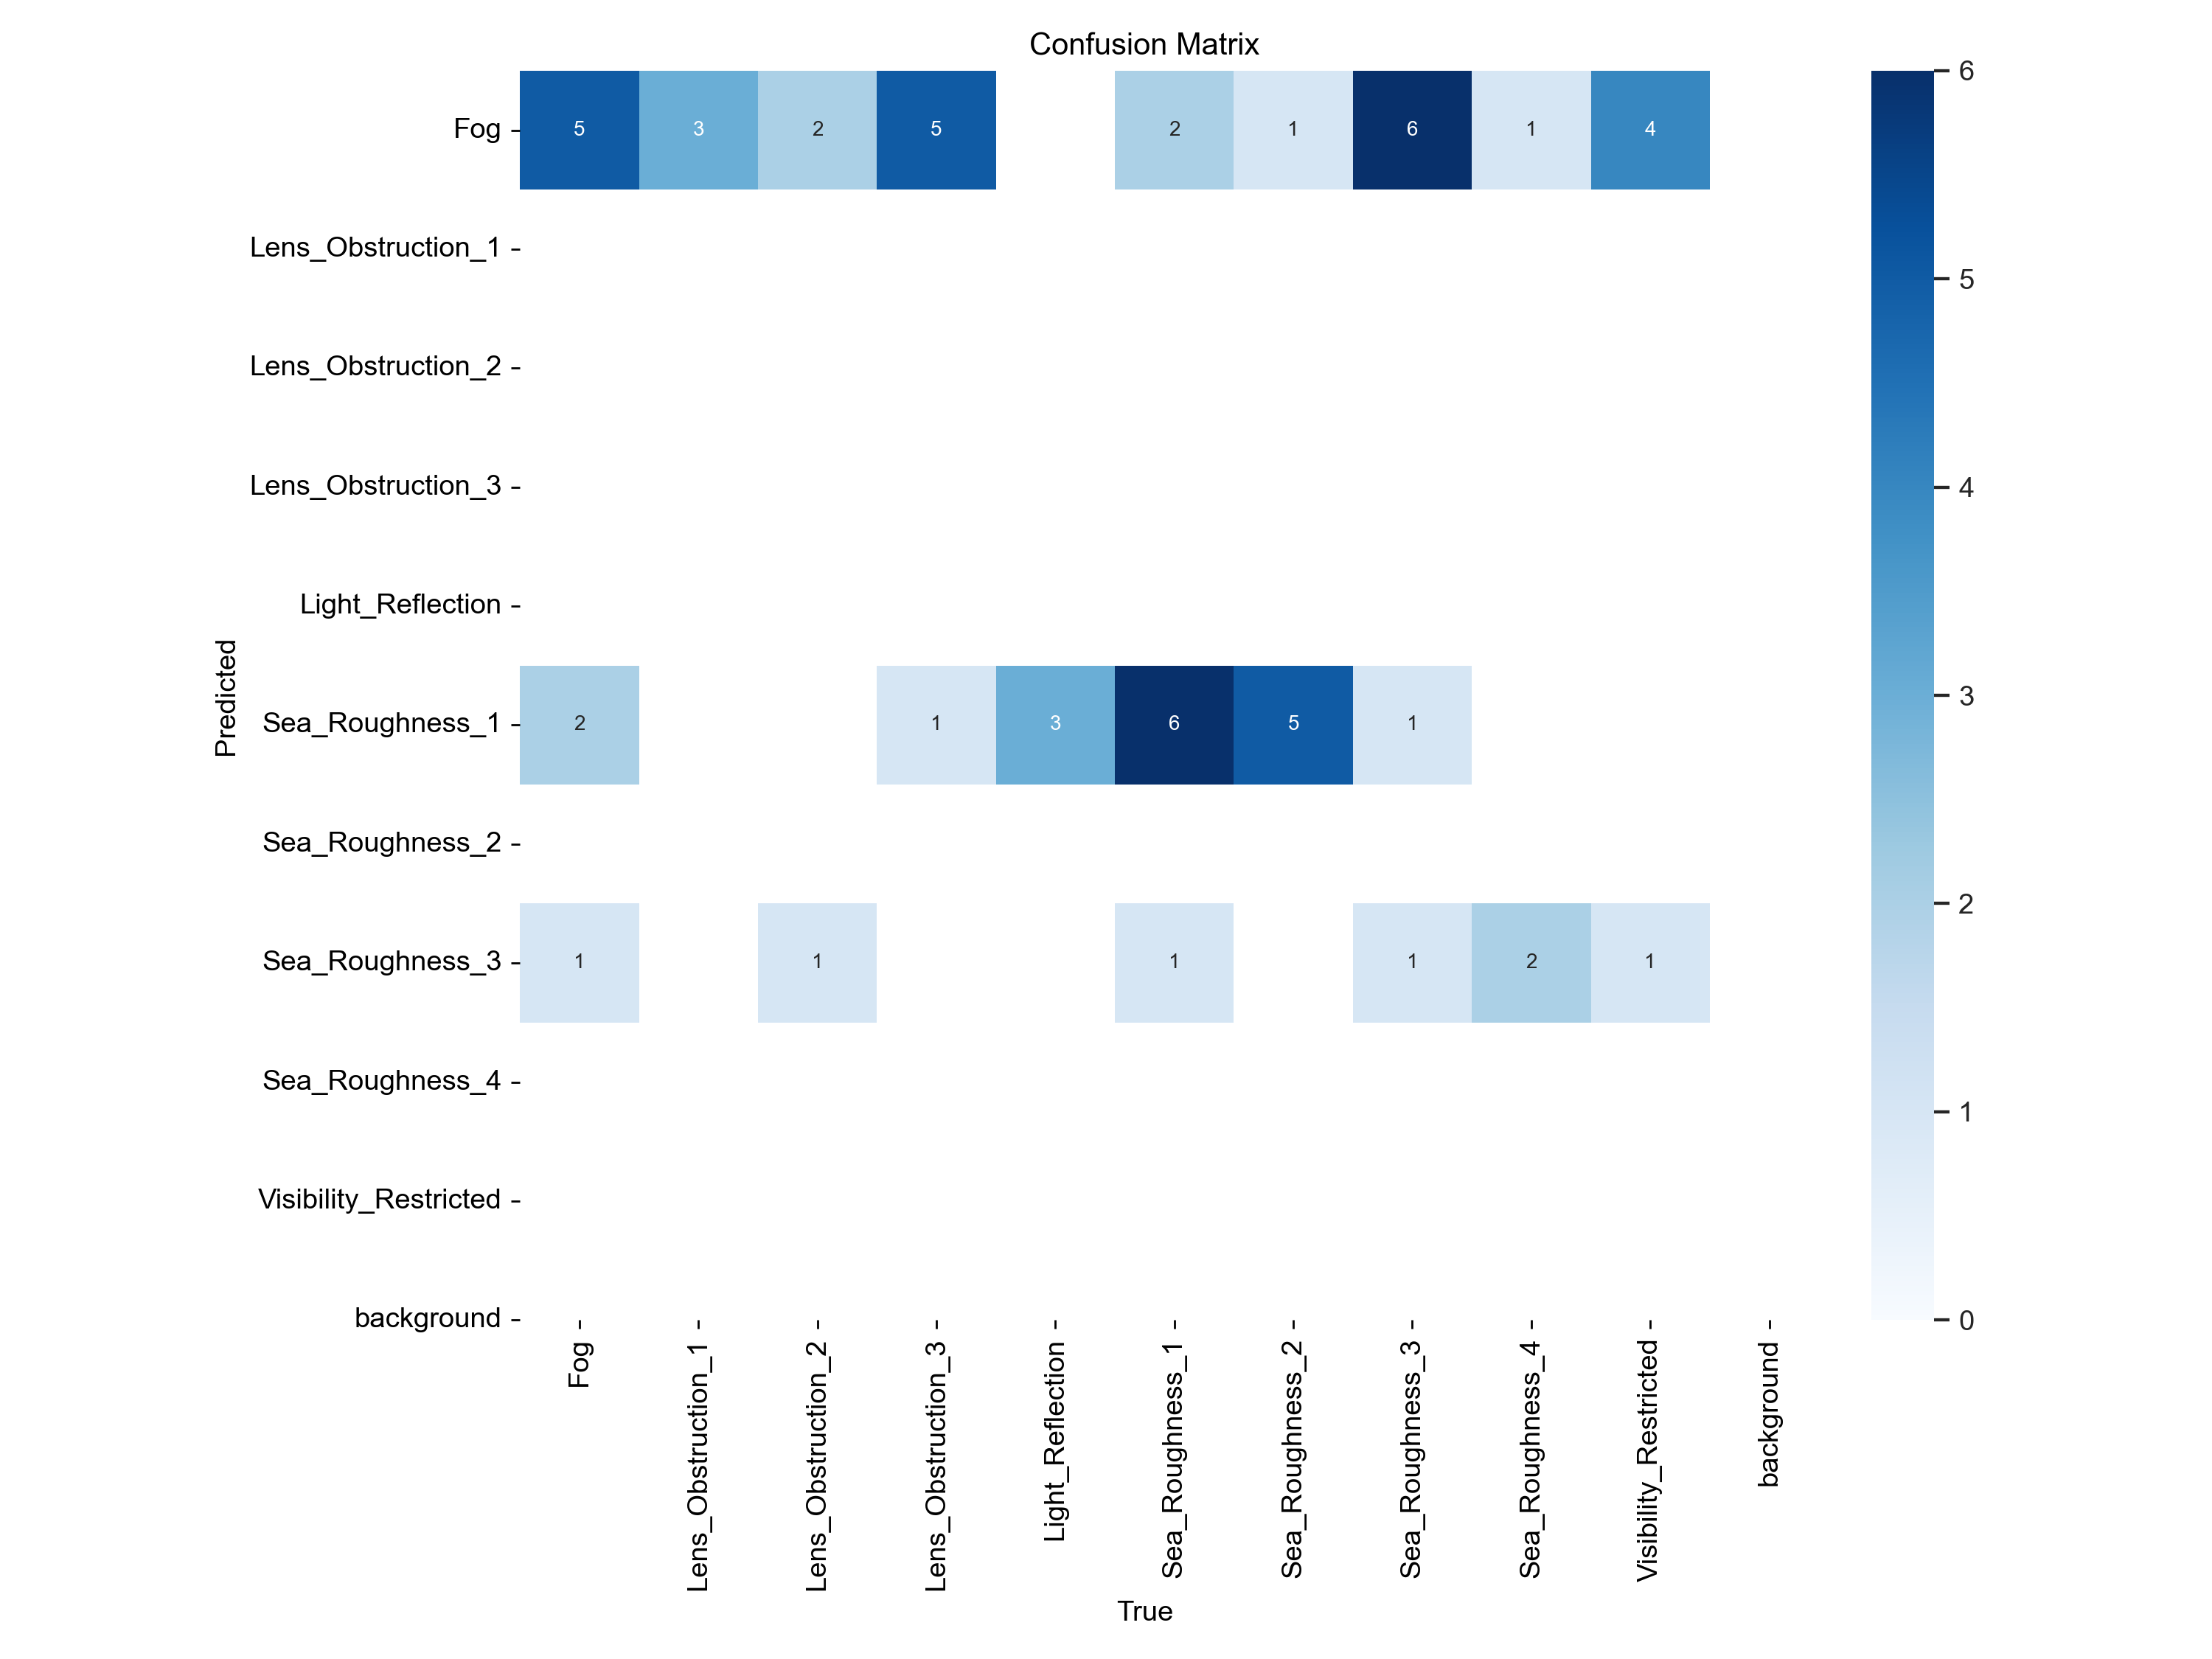 Confusion Matrix
Fog
5 3 2 5 2 1 6 1 4
Lens_Obstruction_1
Lens_Obstruction_2
Lens_Obstruction_3
Light_Reflection
Sea_Roughness_1
2 1 3 6 5 1
Sea_Roughness_2
Sea_Roughness_3
1 1 1 1 2 1
Sea_Roughness_4
Visibility_Restricted
background
Predicted
Fog
Lens_Obstruction_1
Lens_Obstruction_2
Lens_Obstruction_3
Light_Reflection
Sea_Roughness_1
Sea_Roughness_2
Sea_Roughness_3
Sea_Roughness_4
Visibility_Restricted
background
True
6
5
4
3
2
1
0